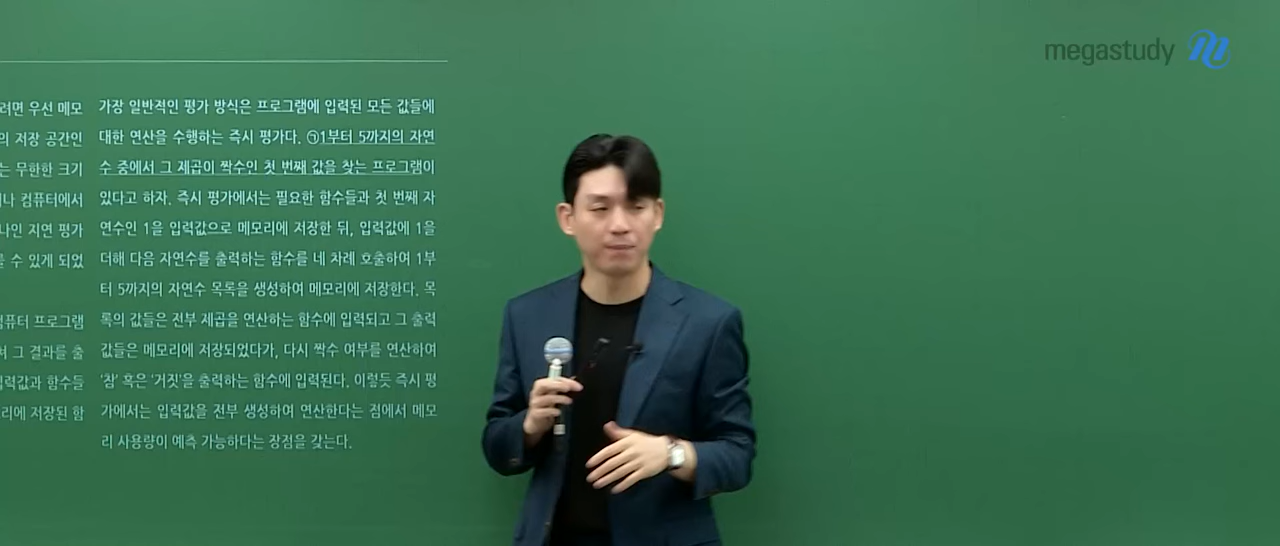 megastudy
려면 우선 메모
의 저장 공간인
는 무한한 크기
나 컴퓨터에서
나인 지연 평가
를 수 있게 되었
컴퓨터 프로그램
쳐 그 결과를 출
입력값과 함수들
리에 저장된 함
가장 일반적인 평가 방식은 프로그램에 입력된 모든 값들에
대한 연산을 수행하는 즉시 평가다. ㉠1부터 5까지의 자연
수 중에서 그 제곱이 짝수인 첫 번째 값을 찾는 프로그램이
있다고 하자. 즉시 평가에서는 필요한 함수들과 첫 번째 자
연수인 1을 입력값으로 메모리에 저장한 뒤, 입력값에 1을
더해 다음 자연수를 출력하는 함수를 네 차례 호출하여 1부
터 5까지의 자연수 목록을 생성하여 메모리에 저장한다. 목
록의 값들은 전부 제곱을 연산하는 함수에 입력되고 그 출력
값들은 메모리에 저장되었다가, 다시 짝수 여부를 연산하여
'참' 혹은 '거짓'을 출력하는 함수에 입력된다. 이렇듯 즉시 평
가에서는 입력값을 전부 생성하여 연산한다는 점에서 메모
리 사용량이 예측 가능하다는 장점을 갖는다.